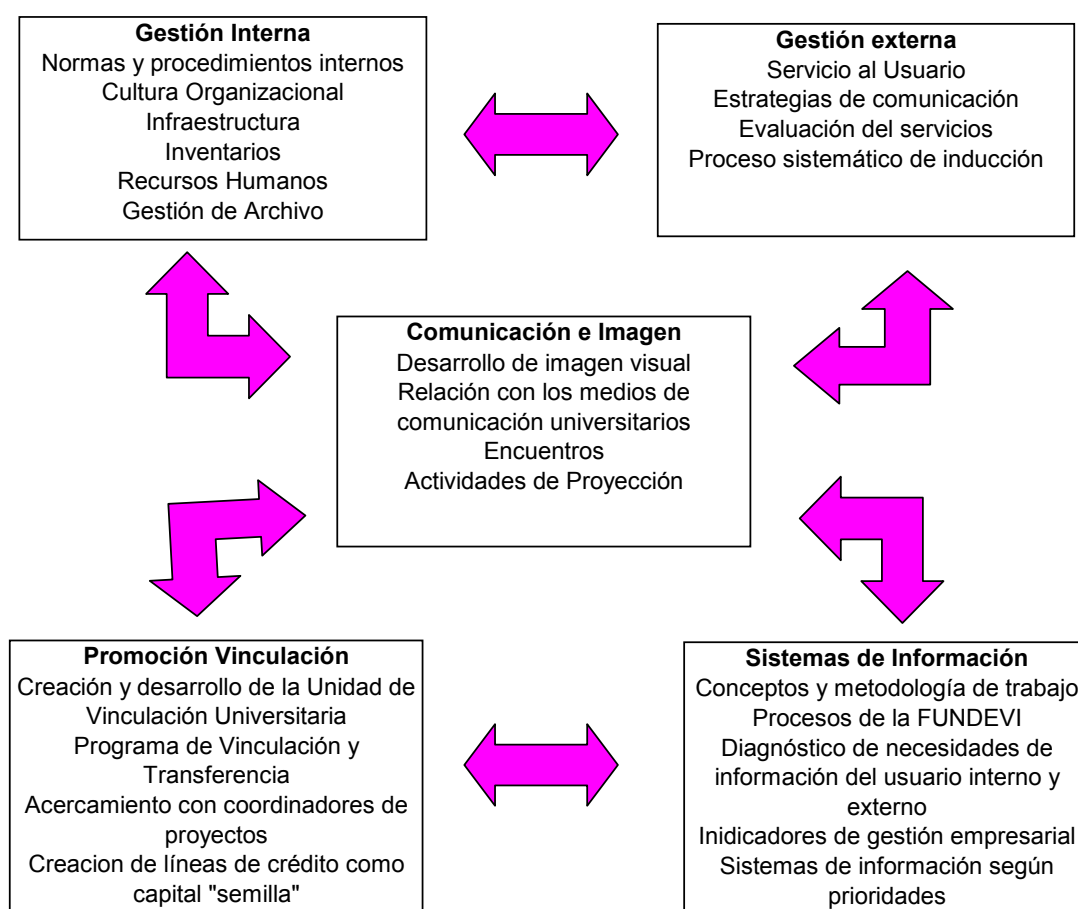 Gestión Interna
Normas y procedimientos internos
Cultura Organizacional
Infraestructura
Inventarios
Recursos Humanos
Gestión de Archivo
Gestión externa
Servicio al Usuario
Estrategias de comunicación
Evaluación del servicios
Proceso sistemático de inducción
Comunicación e Imagen
Desarrollo de imagen visual
Relación con los medios de
comunicación universitarios
Encuentros
Actividades de Proyección
Promoción Vinculación
Creación y desarrollo de la Unidad de
Vinculación Universitaria
Programa de Vinculación y
Transferencia
Acercamiento con coordinadores de
proyectos
Creacion de líneas de crédito como
capital "semilla"
Sistemas de Información
Conceptos y metodología de trabajo
Procesos de la FUNDEVI
Diagnóstico de necesidades de
información del usuario interno y
externo
Inidicadores de gestión empresarial
Sistemas de información según
prioridades